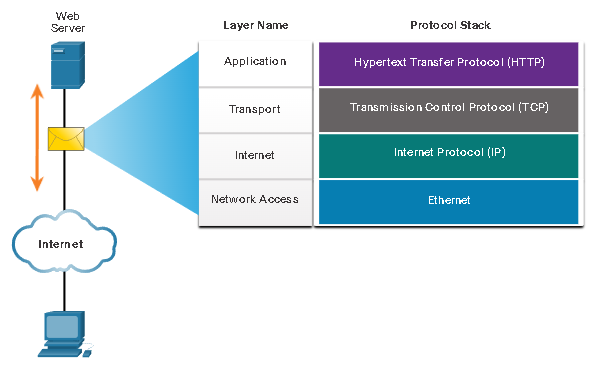 Web
Server
Layer Name
Protocol Stack
Application
Hypertext Transfer Protocol (HTTP)
Transport
Transmission Control Protocol (TCP)
Internet
Internet Protocol (IP)
Network Access
Ethernet
Internet